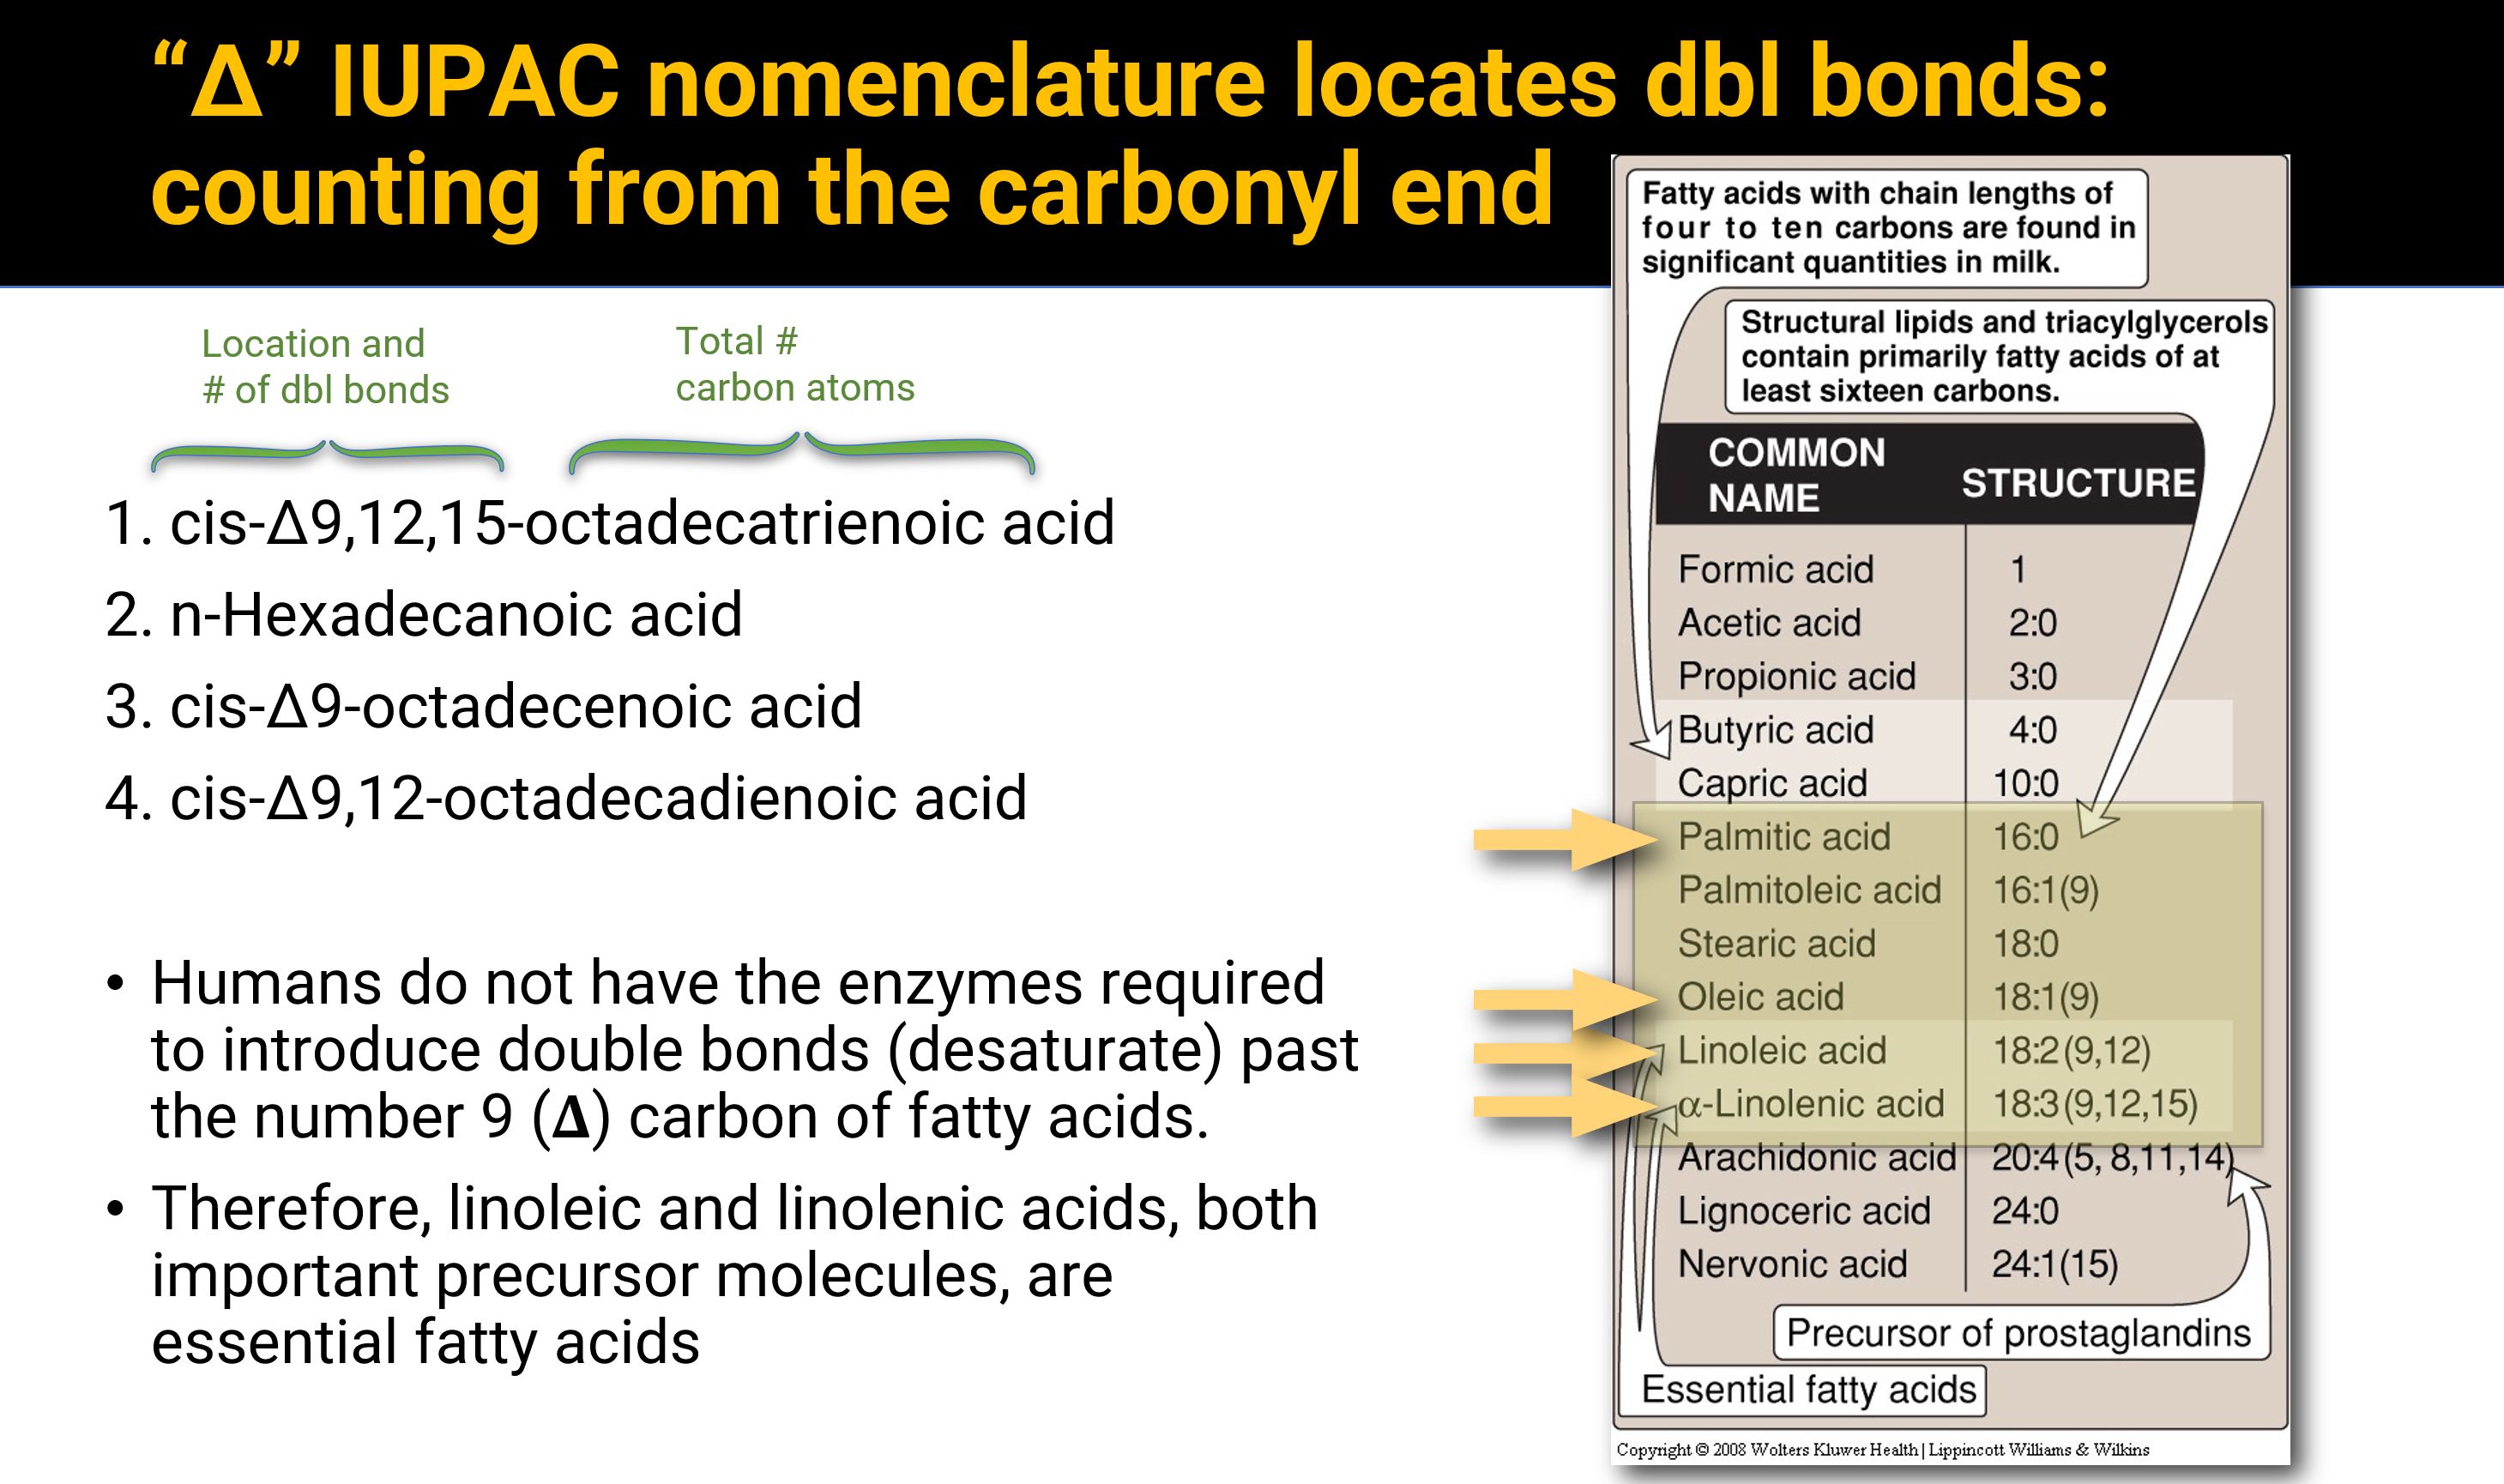 “Δ” IUPAC nomenclature locates dbl bonds:
counting from the carbonyl end
Location and
# of dbl bonds
Total #
carbon atoms
1. cis-Δ9,12,15-octadecatrienoic acid
2. n-Hexadecanoic acid
3. cis-Δ9-octadecenoic acid
4. cis-Δ9,12-octadecadienoic acid
• Humans do not have the enzymes required
to introduce double bonds (desaturate) past
the number 9 (Δ) carbon of fatty acids.
• Therefore, linoleic and linolenic acids, both
important precursor molecules, are
essential fatty acids
Fatty acids with chain lengths of
four to ten carbons are found in
significant quantities in milk.
Structural lipids and triacylglycerols
contain primarily fatty acids of at
least sixteen carbons.
COMMON
NAME
STRUCTURE
Formic acid 1
Acetic acid 2:0
Propionic acid 3:0
Butyric acid 4:0
Capric acid 10:0
Palmitic acid 16:0
Palmitoleic acid 16:1(9)
Stearic acid 18:0
Oleic acid 18:1(9)
Linoleic acid 18:2(9,12)
α-Linolenic acid 18:3(9,12,15)
Arachidonic acid 20:4(5, 8,11,14)
Lignoceric acid 24:0
Nervonic acid 24:1(15)
Precursor of prostaglandins
Essential fatty acids
Copyright © 2008 Wolters Kluwer Health | Lippincott Williams & Wilkins